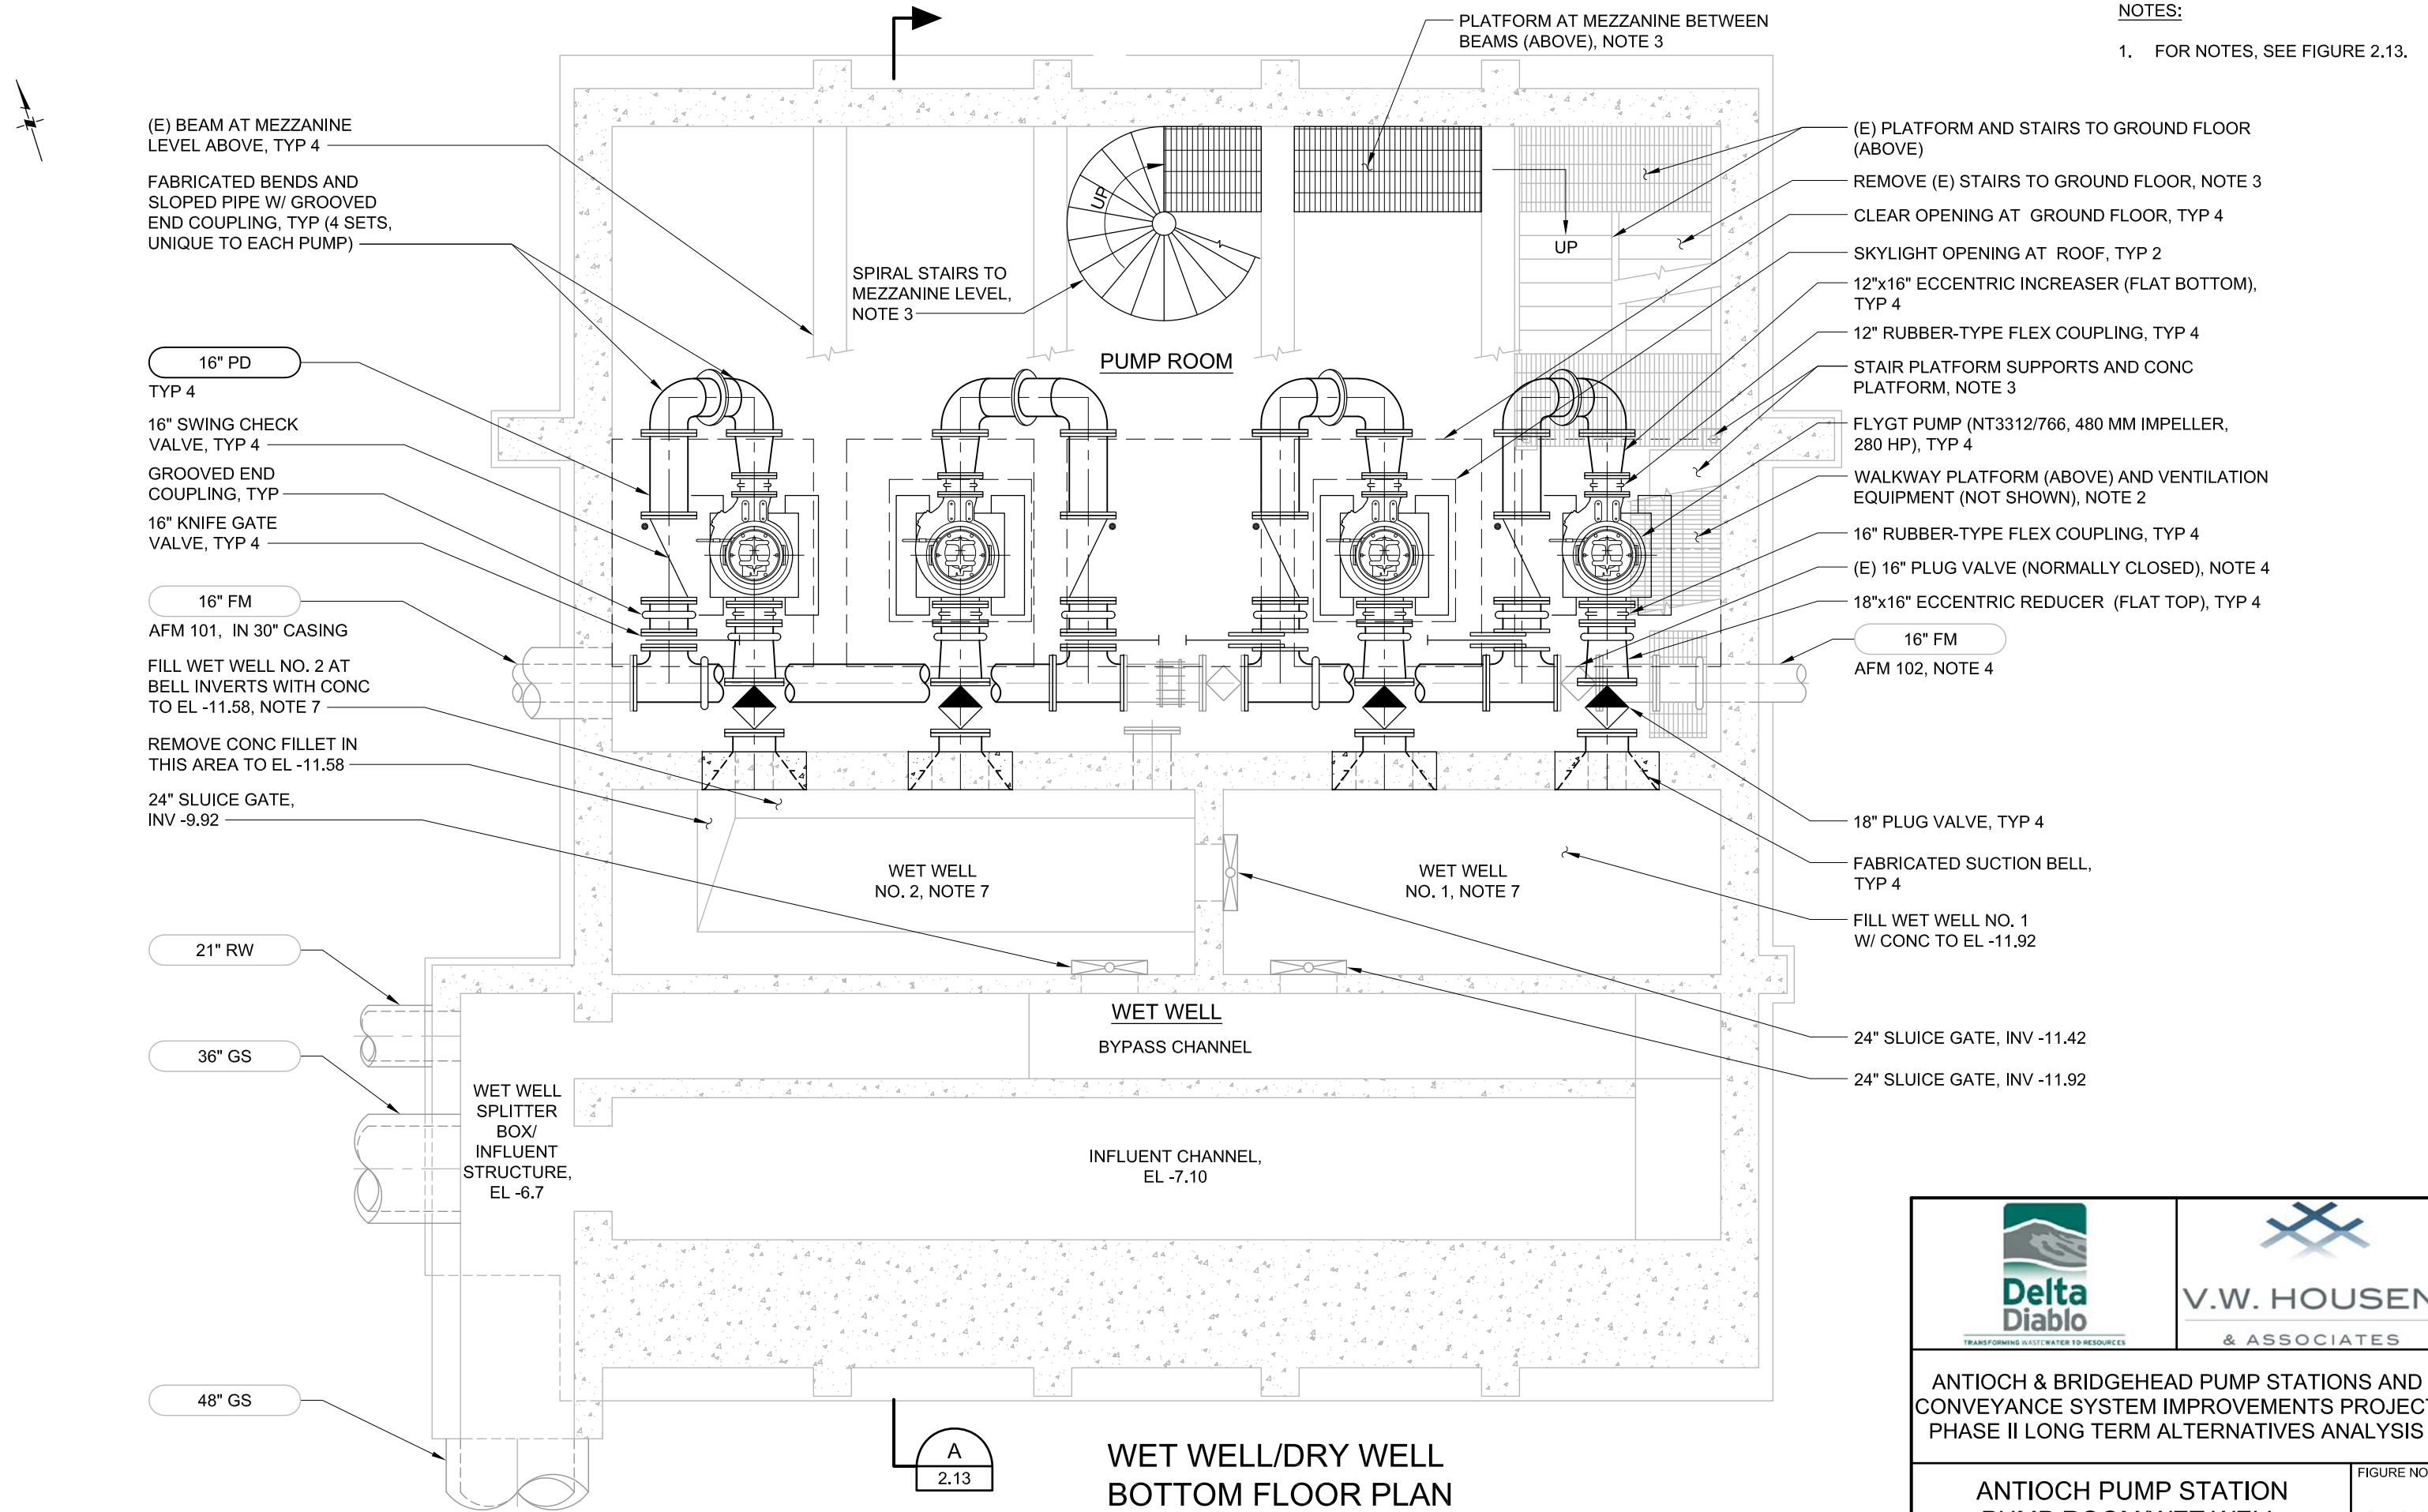 PLATFORM AT MEZZANINE BETWEEN
BEAMS (ABOVE), NOTE 3
NOTES:
1. FOR NOTES, SEE FIGURE 2.13.
(E) BEAM AT MEZZANINE
LEVEL ABOVE, TYP 4
FABRICATED BENDS AND
SLOPED PIPE W/ GROOVED
END COUPLING, TYP (4 SETS,
UNIQUE TO EACH PUMP)
16" PD
TYP 4
16" SWING CHECK
VALVE, TYP 4
GROOVED END
COUPLING, TYP
16" KNIFE GATE
VALVE, TYP 4
16" FM
AFM 101, IN 30" CASING
FILL WET WELL NO. 2 AT
BELL INVERTS WITH CONC
TO EL -11.58, NOTE 7
REMOVE CONC FILLET IN
THIS AREA TO EL -11.58
24" SLUICE GATE,
INV -9.92
21" RW
36" GS
48" GS
UP
SPIRAL STAIRS TO
MEZZANINE LEVEL,
NOTE 3
UP
PUMP ROOM
WET WELL
NO. 2, NOTE 7
WET WELL
NO. 1, NOTE 7
WET WELL
BYPASS CHANNEL
WET WELL
SPLITTER
BOX/
INFLUENT
STRUCTURE,
EL -6.7
INFLUENT CHANNEL,
EL -7.10
(E) PLATFORM AND STAIRS TO GROUND FLOOR
(ABOVE)
REMOVE (E) STAIRS TO GROUND FLOOR, NOTE 3
CLEAR OPENING AT GROUND FLOOR, TYP 4
SKYLIGHT OPENING AT ROOF, TYP 2
12"x16" ECCENTRIC INCREASER (FLAT BOTTOM),
TYP 4
12" RUBBER-TYPE FLEX COUPLING, TYP 4
STAIR PLATFORM SUPPORTS AND CONC
PLATFORM, NOTE 3
FLYGT PUMP (NT3312/766, 480 MM IMPELLER,
280 HP), TYP 4
WALKWAY PLATFORM (ABOVE) AND VENTILATION
EQUIPMENT (NOT SHOWN), NOTE 2
16" RUBBER-TYPE FLEX COUPLING, TYP 4
(E) 16" PLUG VALVE (NORMALLY CLOSED), NOTE 4
18"x16" ECCENTRIC REDUCER (FLAT TOP), TYP 4
16" FM
AFM 102, NOTE 4
18" PLUG VALVE, TYP 4
FABRICATED SUCTION BELL,
TYP 4
FILL WET WELL NO. 1
W/ CONC TO EL -11.92
24" SLUICE GATE, INV -11.42
24" SLUICE GATE, INV -11.92
A
2.13
WET WELL/DRY WELL
BOTTOM FLOOR PLAN
Delta
Diablo
TRANSFORMING WASTEWATER TO RESOURCES
V.W. HOUSEN
& ASSOCIATES
ANTIOCH & BRIDGEHEAD PUMP STATIONS AND
CONVEYANCE SYSTEM IMPROVEMENTS PROJECT
PHASE II LONG TERM ALTERNATIVES ANALYSIS
ANTIOCH PUMP STATION
PUMP ROOM/WET WELL
FIGURE NO